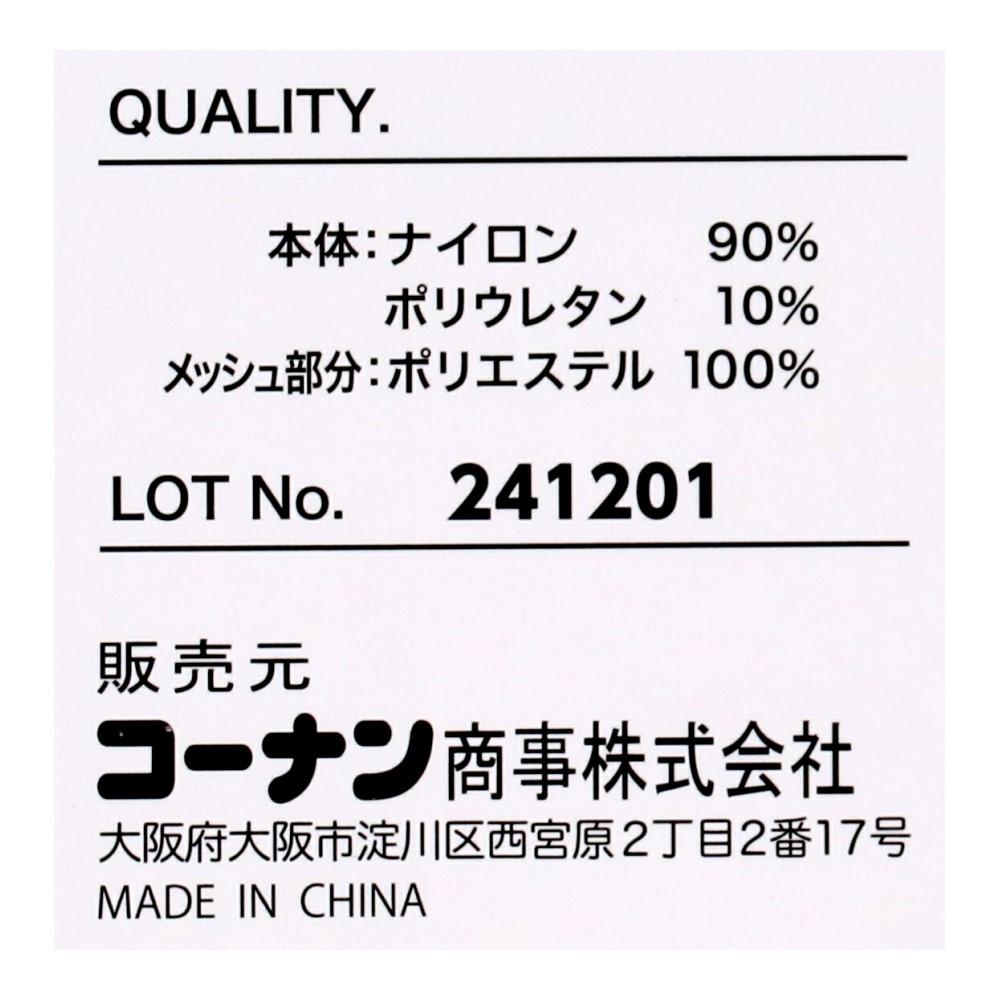 QUALITY.
本体：ナイロン 90%
ポリウレタン 10%
メッシュ部分：ポリエステル 100%
LOT No. 241201
販売元
コーナン商事株式会社
大阪府大阪市淀川区西宮原2丁目2番17号
MADE IN CHINA